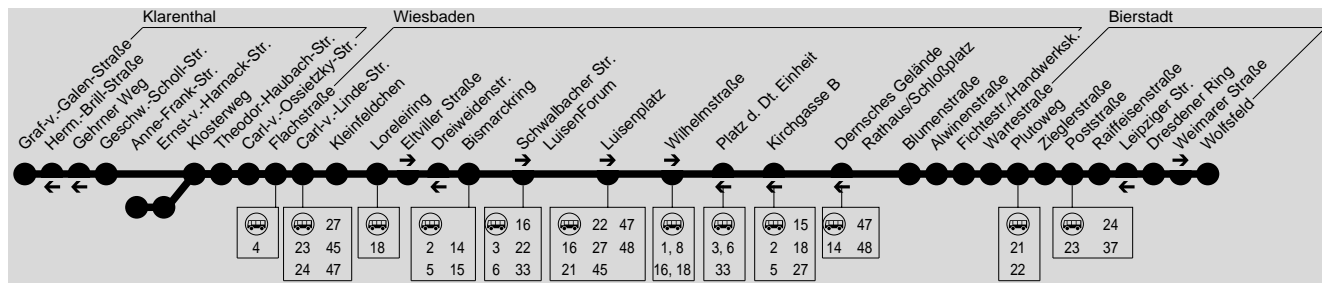 Klarenthal
Wiesbaden
Bierstadt
Graf-v.-Galen-Straße
Herm.-Brill-Straße
Gehrner Weg
Geschw.-Scholl-Str.
Anne-Frank-Str.
Ernst-v.-Harnack-Str.
Klosterweg
Theodor-Haubach-Str.
Carl-v.-Ossietzky-Str.
Flachstraße
Carl-v.-Linde-Str.
Kleinfeldchen
Loreleiring
Eltviller Straße
Dreiweidenstr.
Bismarckring
Schwalbacher Str.
LuisenForum
Luisenplatz
Wilhelmstraße
Platz d. Dt. Einheit
Kirchgasse B
Dernsches Gelände
Rathaus/Schloßplatz
Blumenstraße
Alwinenstraße
Fichtestr./Handwerksk.
Wartestraße
Plutoweg
Zieglerstraße
Poststraße
Raiffeisenstraße
Leipziger Str.
Dresdener Ring
Weimarer Straße
Wolfsfeld
4
27
23 45
24 47
18
2 14
5 15
16
3 22
6 33
22 47
16 27 48
21 45
1, 8
16, 18
3, 6
33
15
2 18
5 27
47
14 48
21
22
24
23 37